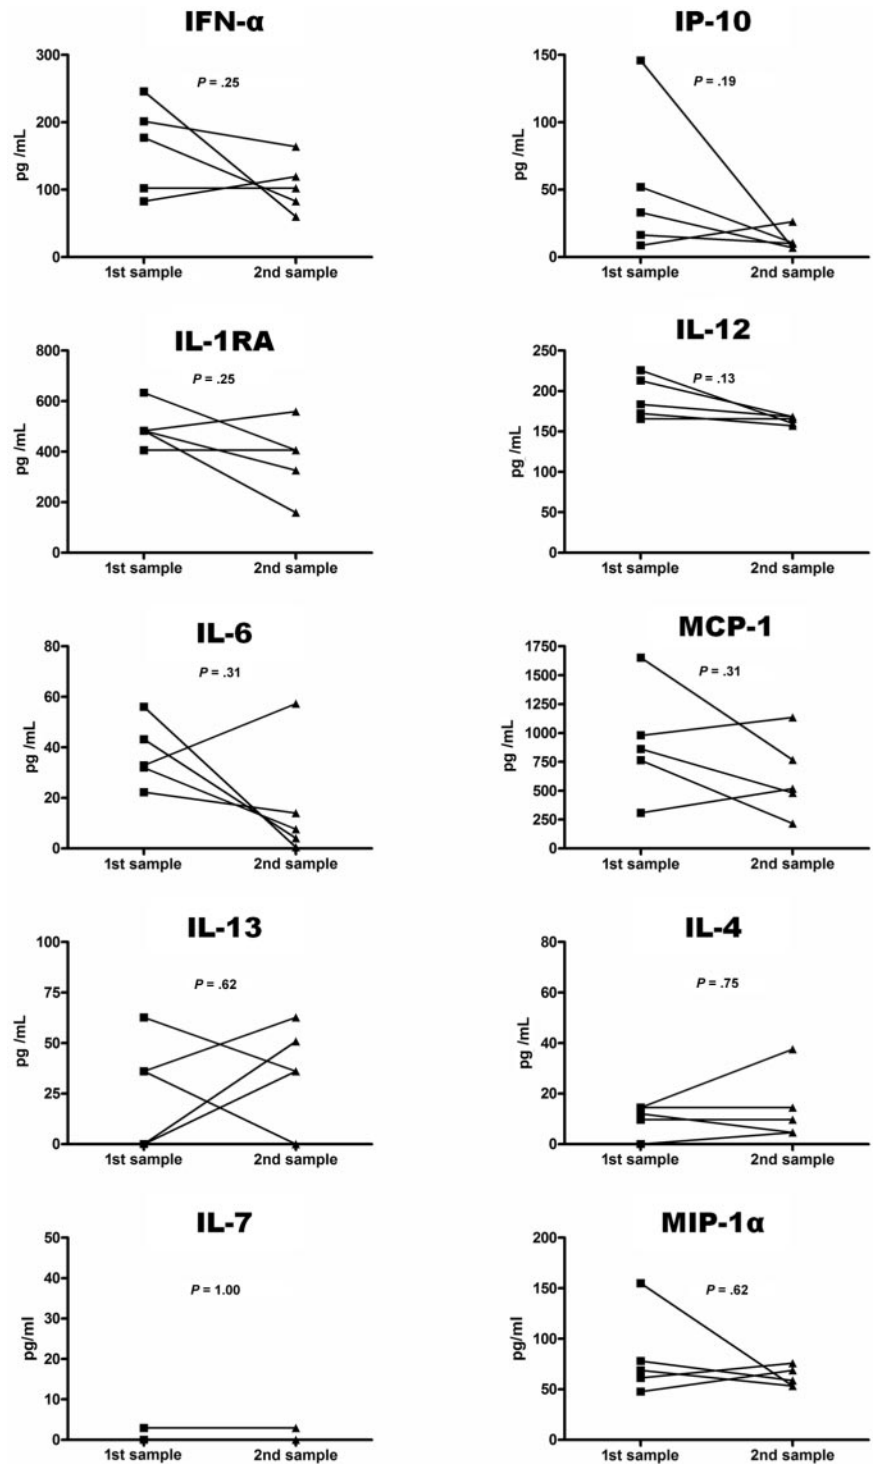 IFN-α
300
P = .25
200
pg /mL
100
0
1st sample 2nd sample
IP-10
150
P = .19
100
pg /mL
50
0
1st sample 2nd sample
IL-1RA
800
P = .25
600
pg /mL
400
200
0
1st sample 2nd sample
IL-12
250
P = .13
200
150
pg /mL
100
50
0
1st sample 2nd sample
IL-6
80
P = .31
60
pg /mL
40
20
0
1st sample 2nd sample
MCP-1
1750
P = .31
1500
1250
1000
pg /mL
750
500
250
0
1st sample 2nd sample
IL-13
100
P = .62
75
pg /mL
50
25
0
1st sample 2nd sample
IL-4
80
P = .75
60
pg /mL
40
20
0
1st sample 2nd sample
IL-7
50
40
P = 1.00
30
pg/ml
20
10
0
1st sample 2nd sample
MIP-1α
200
P = .62
150
pg/ml
100
50
0
1st sample 2nd sample